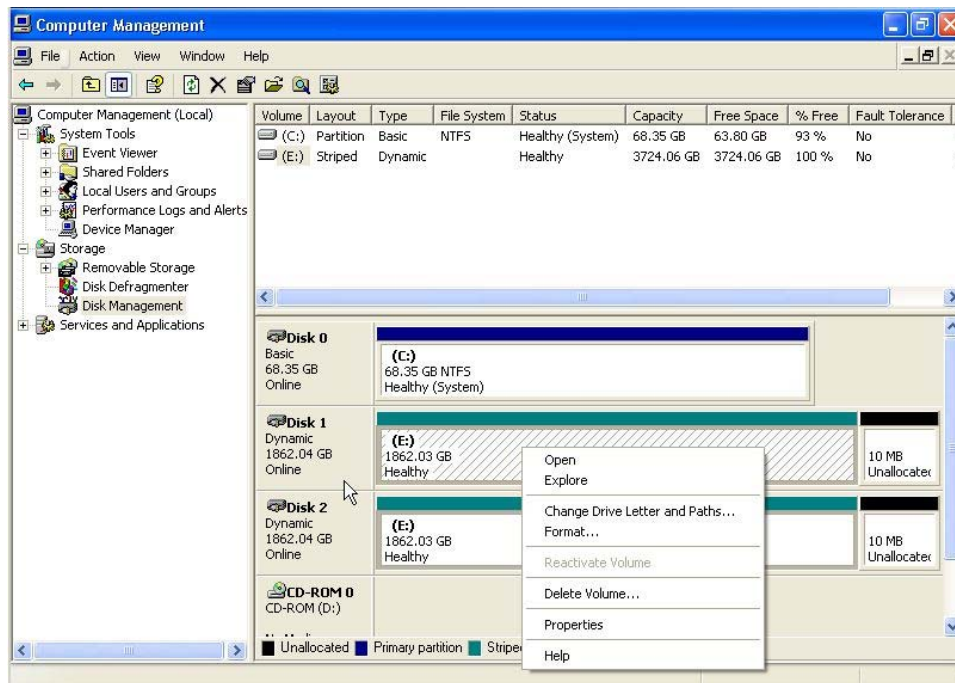 Computer Management
File Action View Window Help
Computer Management (Local)
System Tools
Event Viewer
Shared Folders
Local Users and Groups
Performance Logs and Alerts
Device Manager
Storage
Removable Storage
Disk Defragmenter
Disk Management
Services and Applications
Volume Layout Type File System Status Capacity Free Space % Free Fault Tolerance
(C:) Partition Basic NTFS Healthy (System) 68.35 GB 63.80 GB 93 % No
(E:) Striped Dynamic Healthy 3724.06 GB 3724.06 GB 100 % No
Disk 0
Basic
68.35 GB
Online
(C:)
68.35 GB NTFS
Healthy (System)
Disk 1
Dynamic
1862.04 GB
Online
(E:)
1862.03 GB
Healthy
10 MB
Unallocated
Disk 2
Dynamic
1862.04 GB
Online
(E:)
1862.03 GB
Healthy
10 MB
Unallocated
CD-ROM 0
CD-ROM (D:)
Unallocated Primary partition Stripe
Open
Explore
Change Drive Letter and Paths...
Format...
Reactivate Volume
Delete Volume...
Properties
Help